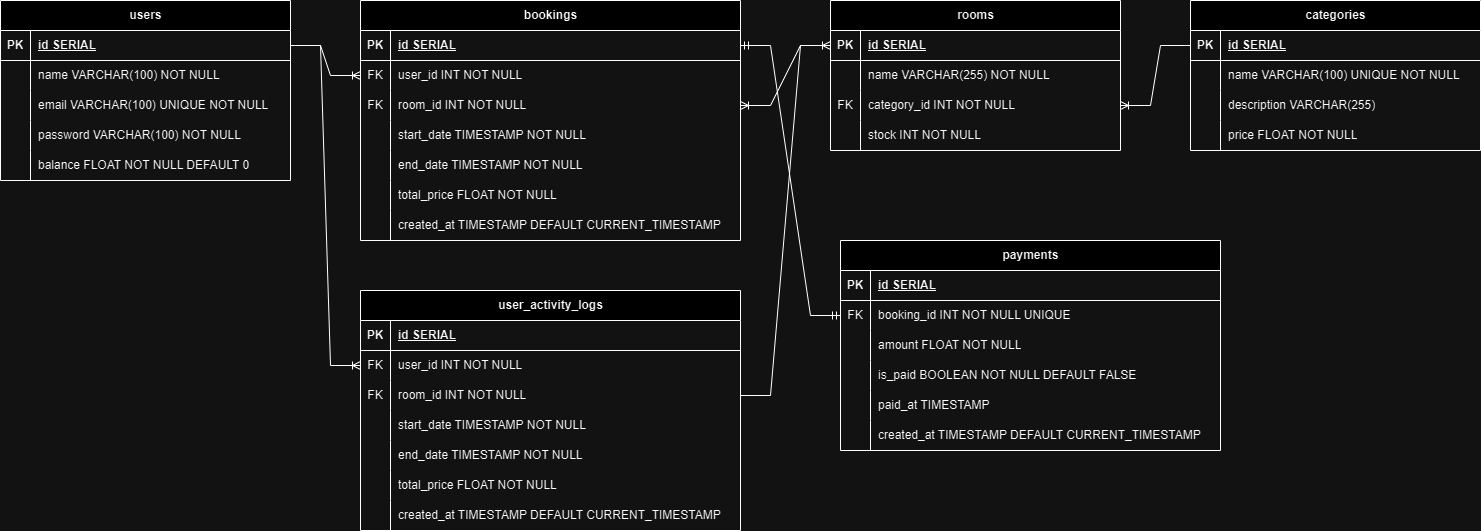 users
PK id SERIAL
name VARCHAR(100) NOT NULL
email VARCHAR(100) UNIQUE NOT NULL
password VARCHAR(100) NOT NULL
balance FLOAT NOT NULL DEFAULT 0
bookings
PK id SERIAL
FK user_id INT NOT NULL
FK room_id INT NOT NULL
start_date TIMESTAMP NOT NULL
end_date TIMESTAMP NOT NULL
total_price FLOAT NOT NULL
created_at TIMESTAMP DEFAULT CURRENT_TIMESTAMP
rooms
PK id SERIAL
name VARCHAR(255) NOT NULL
FK category_id INT NOT NULL
stock INT NOT NULL
categories
PK id SERIAL
name VARCHAR(100) UNIQUE NOT NULL
description VARCHAR(255)
price FLOAT NOT NULL
user_activity_logs
PK id SERIAL
FK user_id INT NOT NULL
FK room_id INT NOT NULL
start_date TIMESTAMP NOT NULL
end_date TIMESTAMP NOT NULL
total_price FLOAT NOT NULL
created_at TIMESTAMP DEFAULT CURRENT_TIMESTAMP
payments
PK id SERIAL
FK booking_id INT NOT NULL UNIQUE
amount FLOAT NOT NULL
is_paid BOOLEAN NOT NULL DEFAULT FALSE
paid_at TIMESTAMP
created_at TIMESTAMP DEFAULT CURRENT_TIMESTAMP